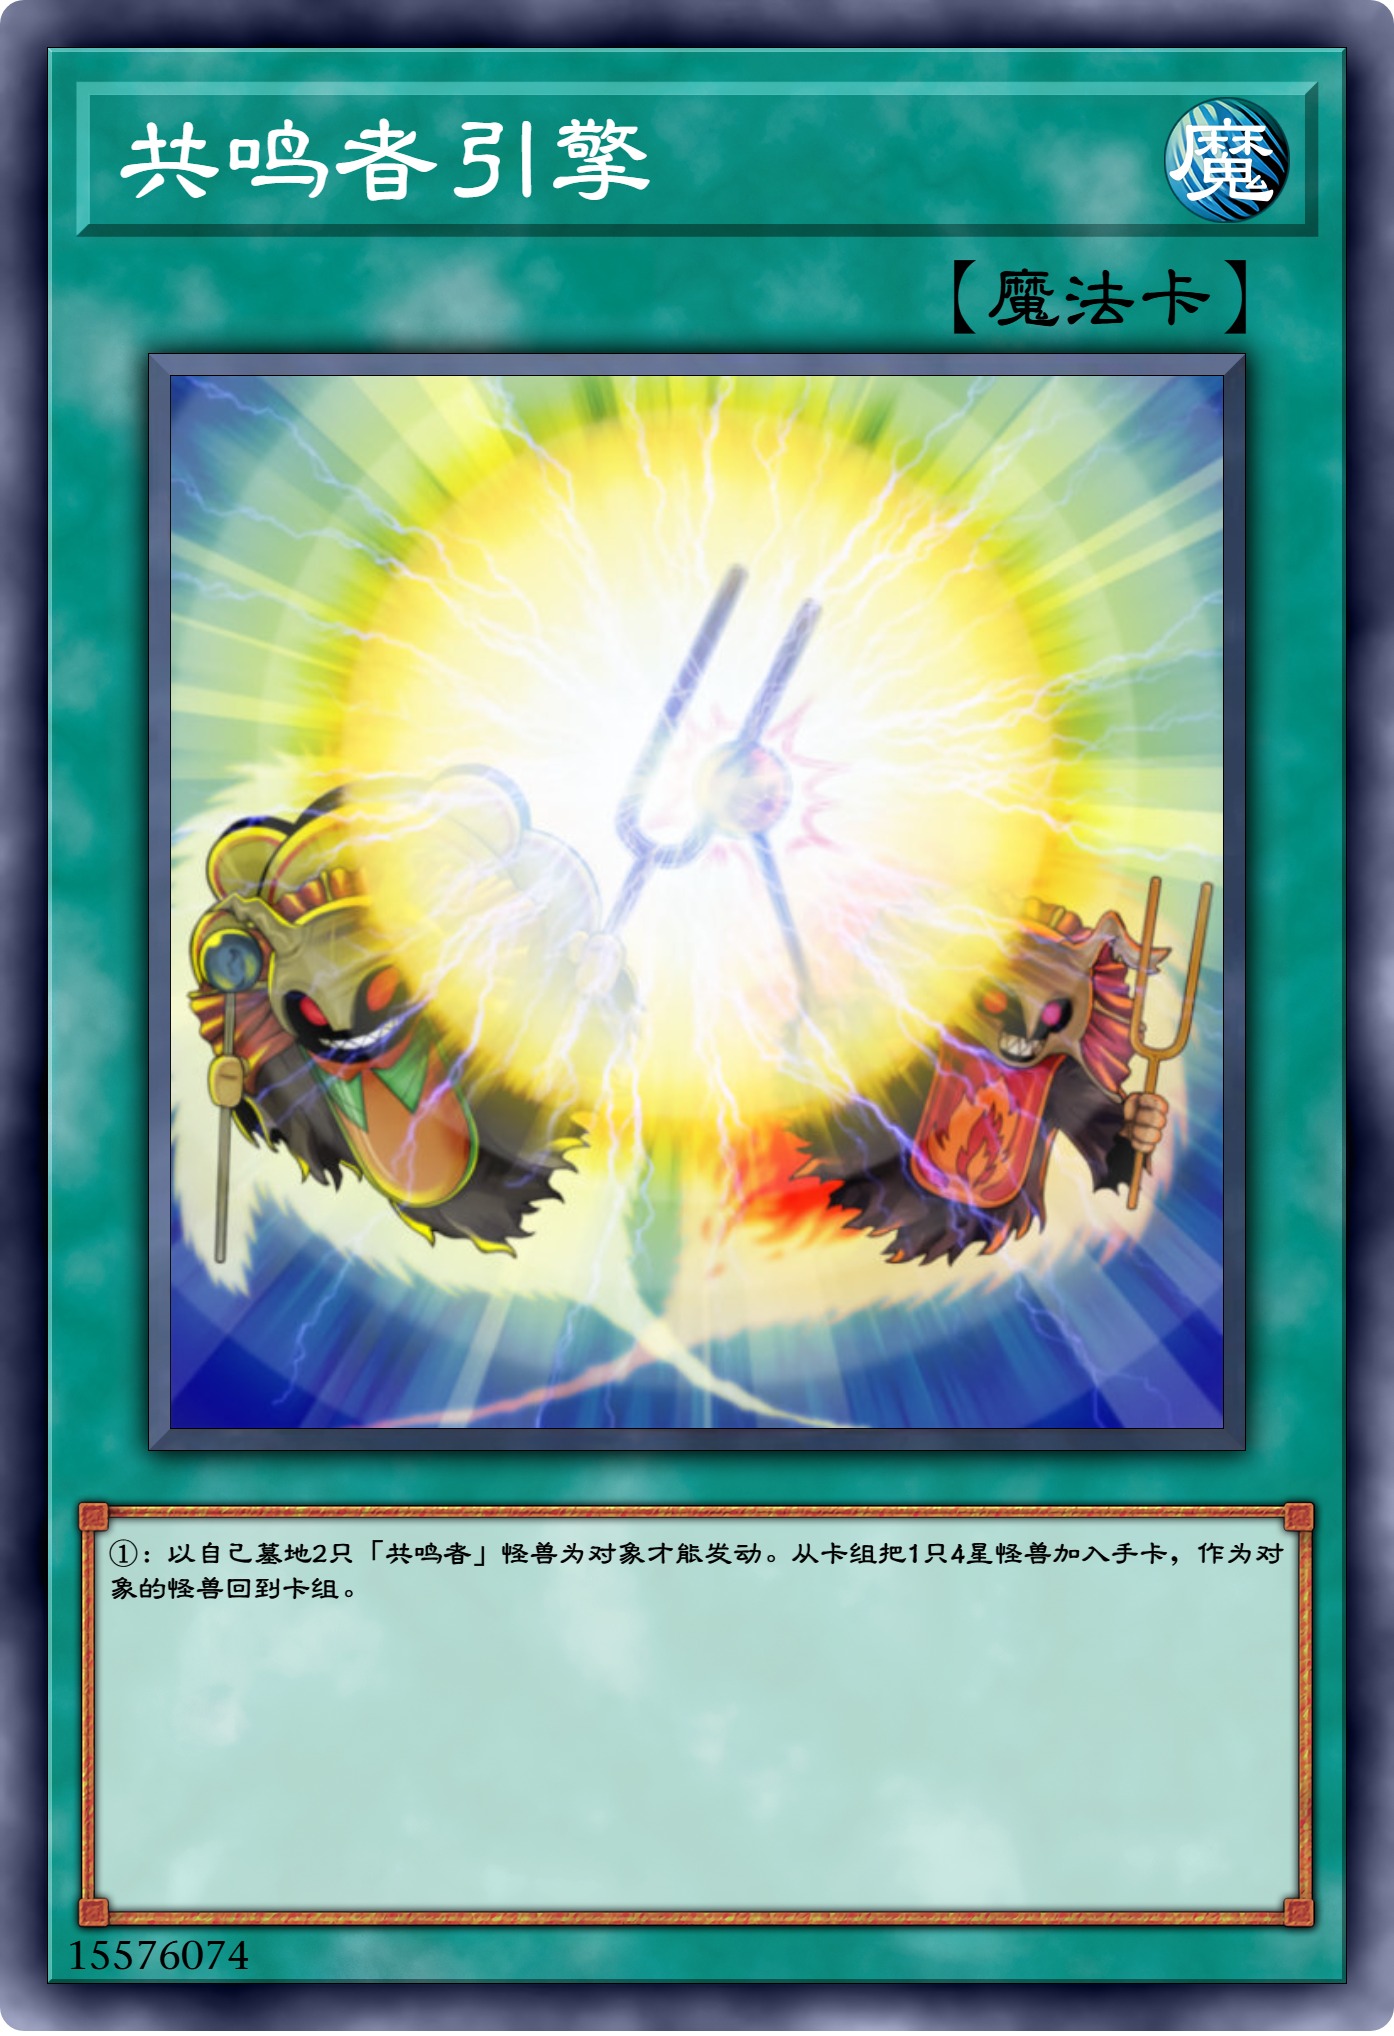 共鸣者引擎
魔
【魔法卡】
①：以自己墓地2只「共鸣者」怪兽为对象才能发动。从卡组把1只4星怪兽加入手卡，作为对
象的怪兽回到卡组。
15576074